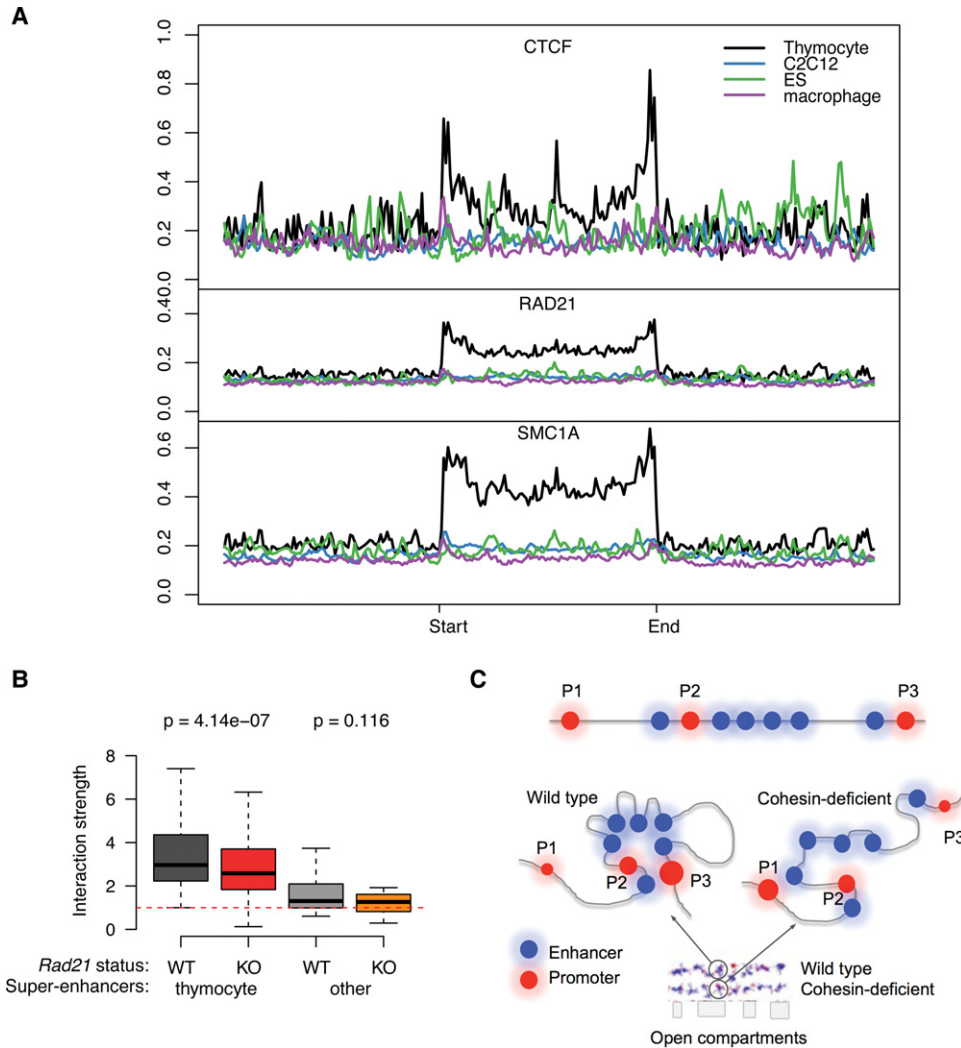 A
CTCF
Thymocyte
C2C12
ES
macrophage
1.0
0.8
0.6
0.4
0.2
0.0
RAD21
0.40
0.2
0.0
SMC1A
0.6
0.4
0.2
0.0
Start End
B
p = 4.14e−07 p = 0.116
Interaction strength
8
6
4
2
0
Rad21 status: WT KO WT KO
Super-enhancers: thymocyte other
C
P1 P2 P3
Wild type Cohesin-deficient
P1 P2 P3
P1 P2 P3
Enhancer
Promoter
Wild type
Cohesin-deficient
Open compartments